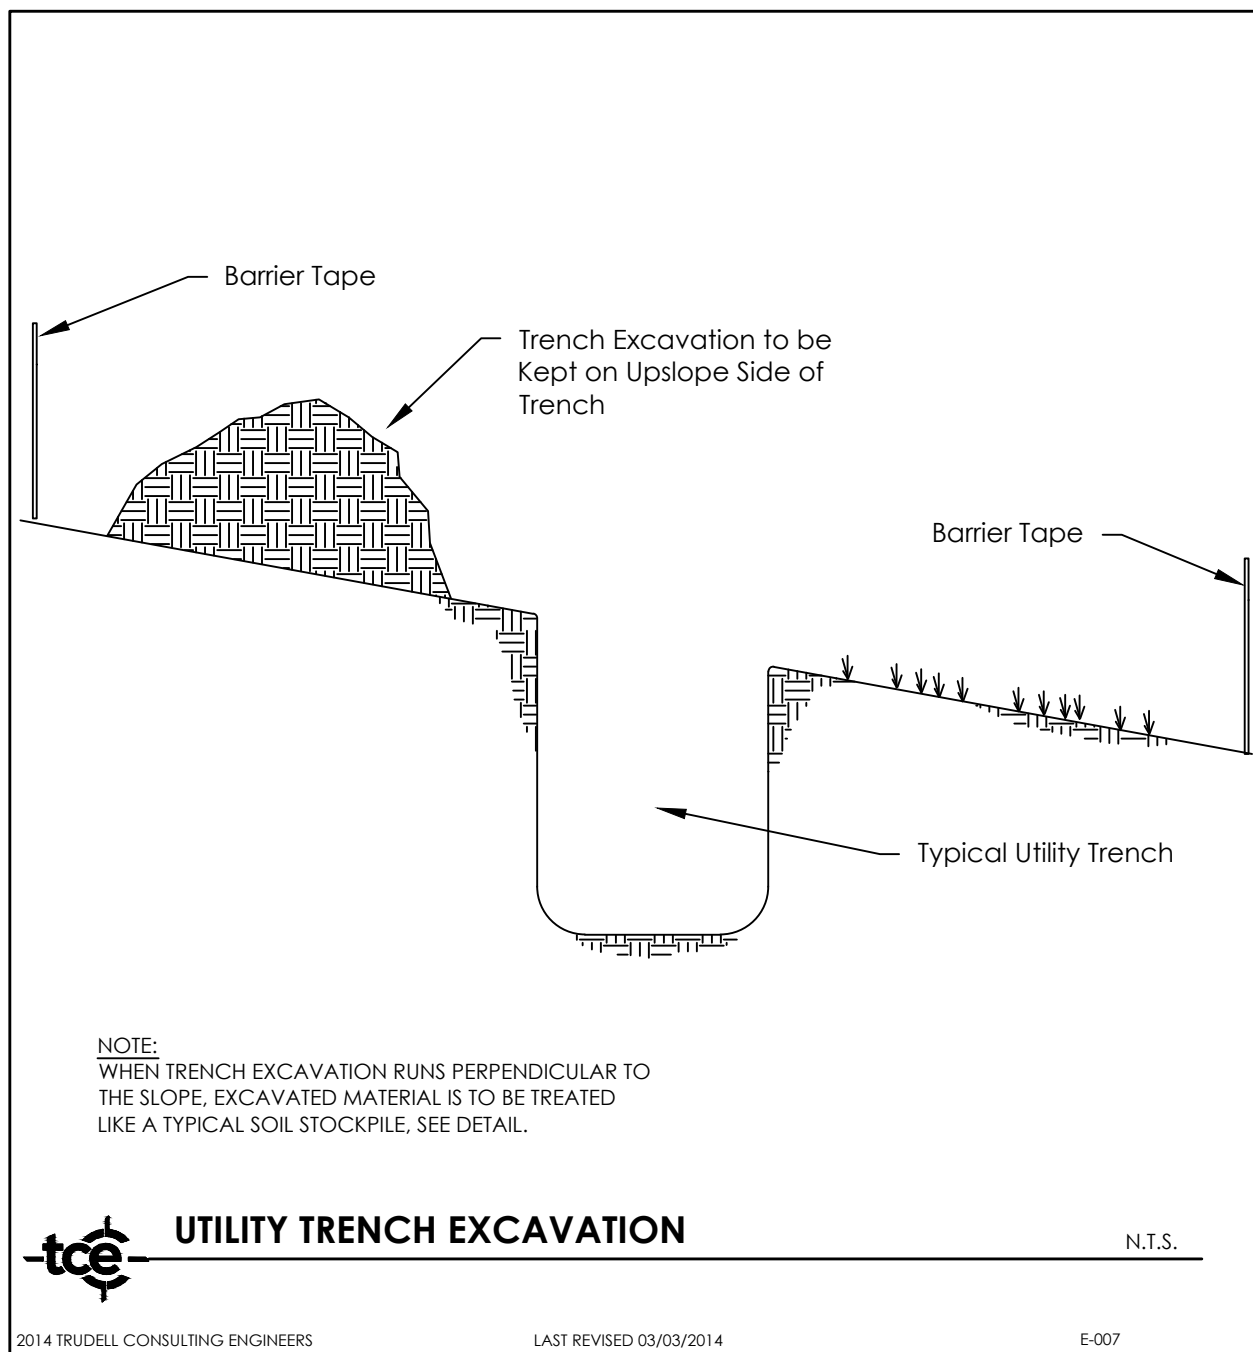 Barrier Tape
Trench Excavation to be
Kept on Upslope Side of
Trench
Barrier Tape
Typical Utility Trench
NOTE:
WHEN TRENCH EXCAVATION RUNS PERPENDICULAR TO
THE SLOPE, EXCAVATED MATERIAL IS TO BE TREATED
LIKE A TYPICAL SOIL STOCKPILE, SEE DETAIL.
tce
UTILITY TRENCH EXCAVATION
N.T.S.
2014 TRUDELL CONSULTING ENGINEERS
LAST REVISED 03/03/2014
E-007